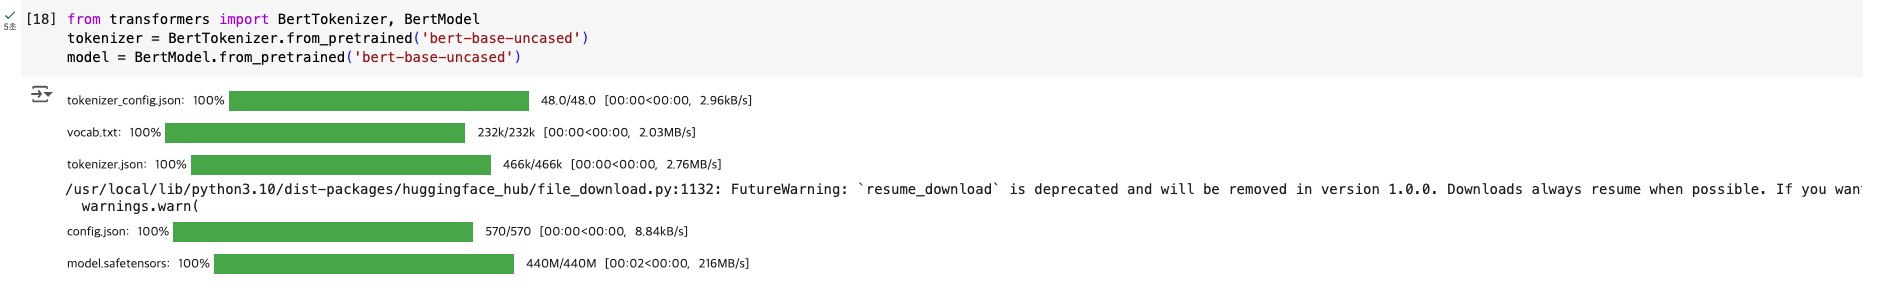 5초
[18] from transformers import BertTokenizer, BertModel
tokenizer = BertTokenizer.from_pretrained('bert-base-uncased')
model = BertModel.from_pretrained('bert-base-uncased')
tokenizer_config.json: 100% 48.0/48.0 [00:00<00:00, 2.96kB/s]
vocab.txt: 100% 232k/232k [00:00<00:00, 2.03MB/s]
tokenizer.json: 100% 466k/466k [00:00<00:00, 2.76MB/s]
/usr/local/lib/python3.10/dist-packages/huggingface_hub/file_download.py:1132: FutureWarning: `resume_download` is deprecated and will be removed in version 1.0.0. Downloads always resume when possible. If you wan
warnings.warn(
config.json: 100% 570/570 [00:00<00:00, 8.84kB/s]
model.safetensors: 100% 440M/440M [00:02<00:00, 216MB/s]